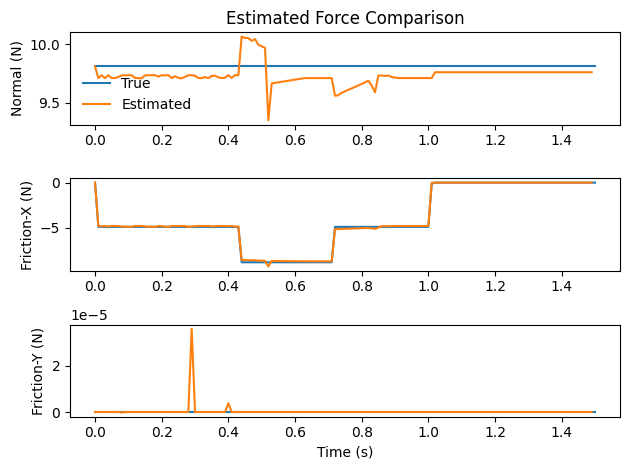 Estimated Force Comparison
Normal (N)
10.0
9.5
True
Estimated
0.0 0.2 0.4 0.6 0.8 1.0 1.2 1.4
Friction-X (N)
0
−5
0.0 0.2 0.4 0.6 0.8 1.0 1.2 1.4
1e−5
Friction-Y (N)
2
0
0.0 0.2 0.4 0.6 0.8 1.0 1.2 1.4
Time (s)